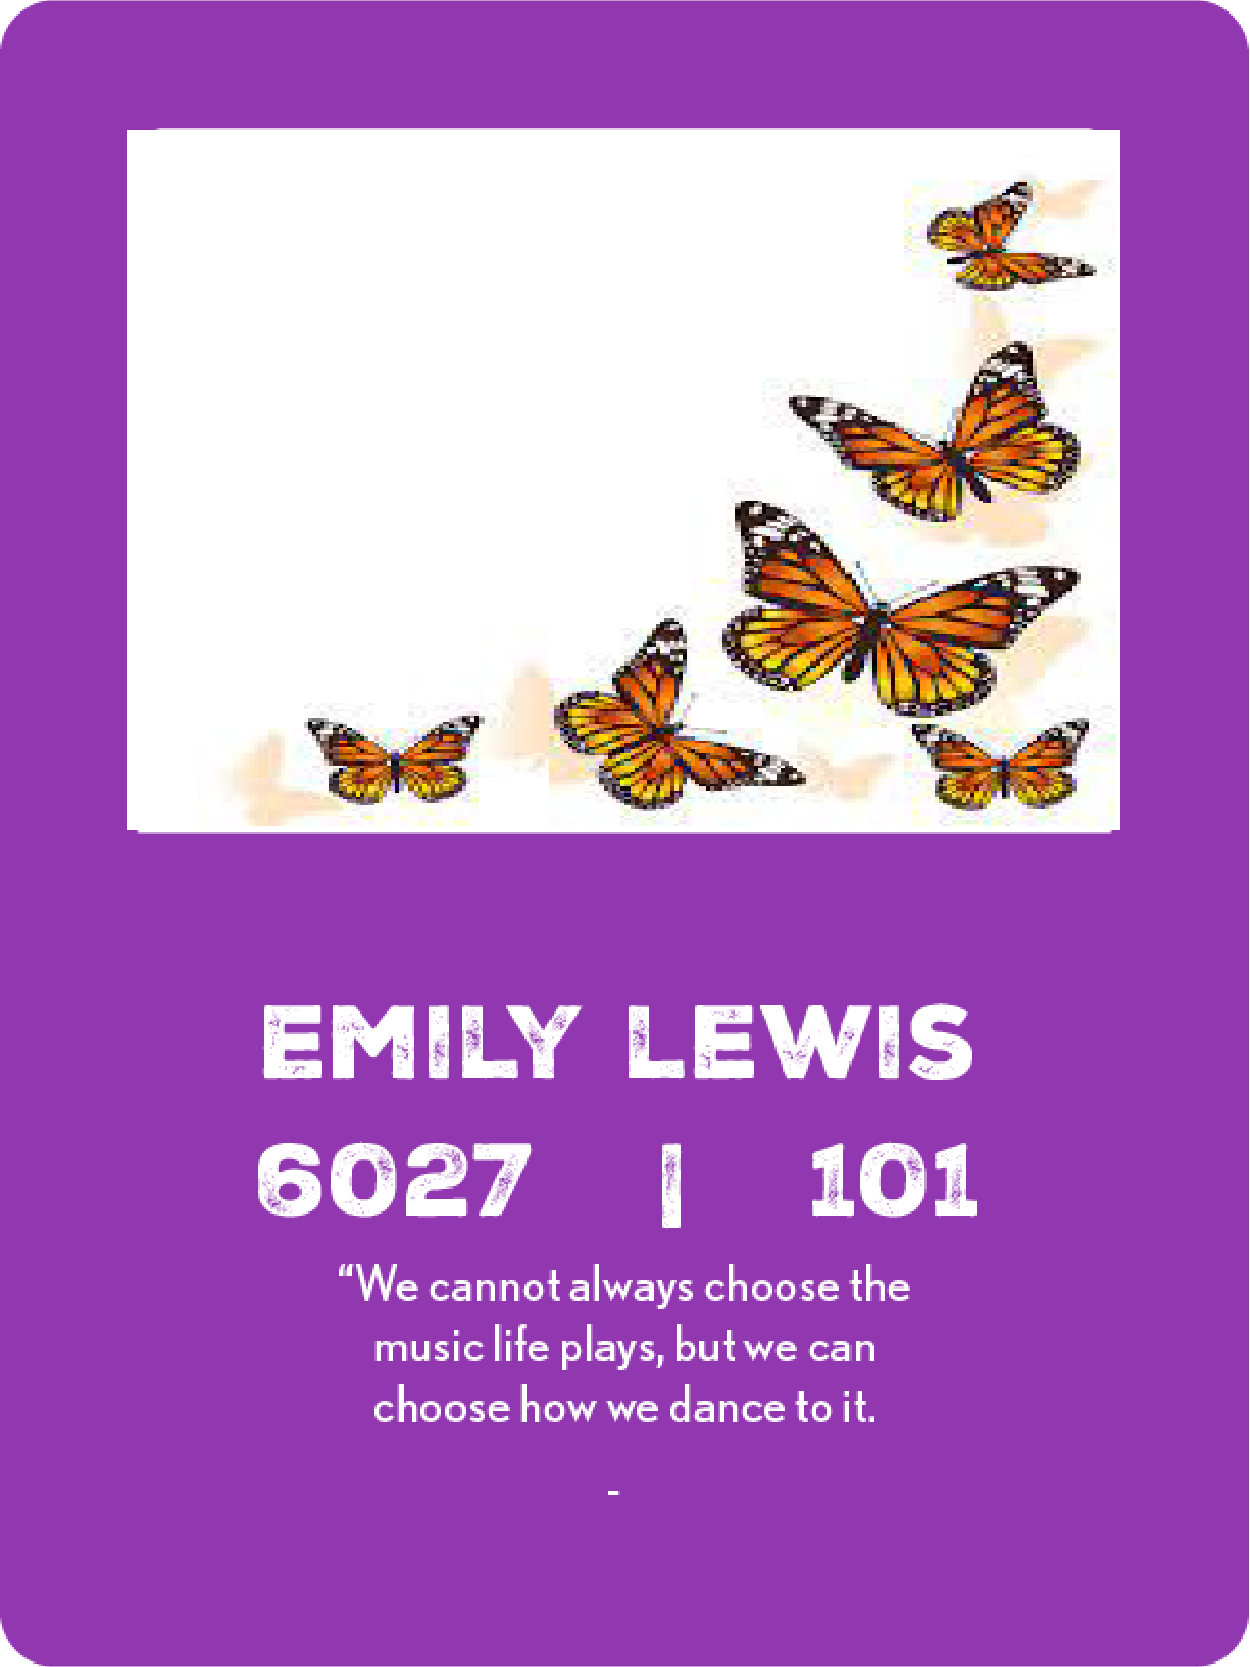 EMILY LEWIS
6027 | 101
“We cannot always choose the
music life plays, but we can
choose how we dance to it.
-